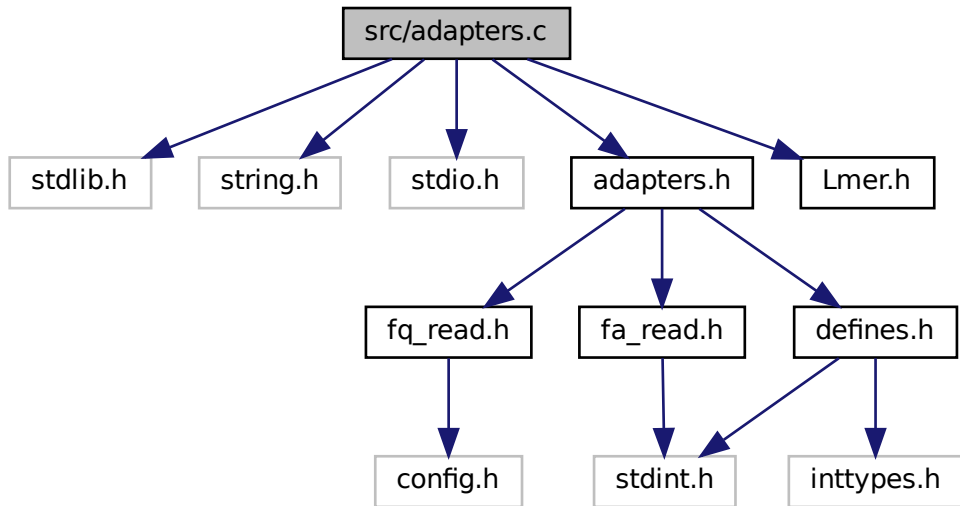 src/adapters.c
stdlib.h
string.h
stdio.h
adapters.h
Lmer.h
fq_read.h
fa_read.h
defines.h
config.h
stdint.h
inttypes.h